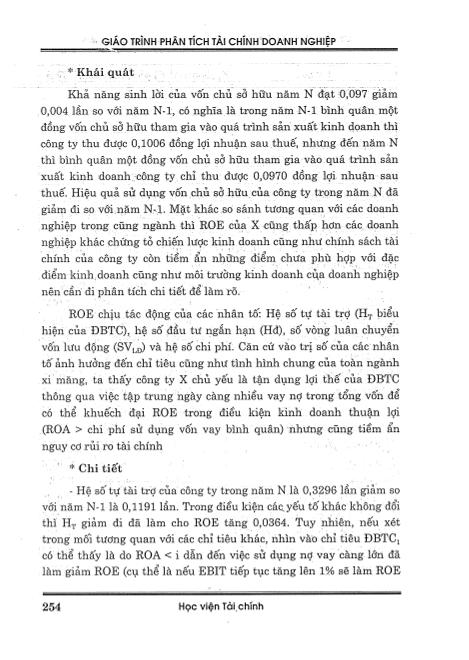 GIÁO TRÌNH PHÂN TÍCH TÀI CHÍNH DOANH NGHIỆP
* Khái quát
Khả năng sinh lời của vốn chủ sở hữu năm N đạt 0,097 giảm
0,004 lần so với năm N-1, có nghĩa là trong năm N-1 bình quân một
đồng vốn chủ sở hữu tham gia vào quá trình sản xuất kinh doanh thì
công ty thu được 0,1006 đồng lợi nhuận sau thuế, nhưng đến năm N
thì bình quân một đồng vốn chủ sở hữu tham gia vào quá trình sản
xuất kinh doanh công ty chỉ thu được 0,0970 đồng lợi nhuận sau
thuế. Hiệu quả sử dụng vốn chủ sở hữu của công ty trong năm N đã
giảm đi so với năm N-1. Mặt khác so sánh tương quan với các doanh
nghiệp trong cũng ngành thì ROE của X cũng thấp hơn các doanh
nghiệp khác chứng tỏ chiến lược kinh doanh cũng như chính sách tài
chính của công ty còn tiềm ẩn những điểm chưa phù hợp với đặc
điểm kinh doanh cũng như môi trường kinh doanh của doanh nghiệp
nên cần đi phân tích chi tiết để làm rõ.
ROE chịu tác động của các nhân tố: Hệ số tự tài trợ (H_T biểu
hiện của ĐBTC), hệ số đầu tư ngắn hạn (Hđ), số vòng luân chuyển
vốn lưu động (SV_LĐ) và hệ số chi phí. Căn cứ vào trị số của các nhân
tố ảnh hưởng đến chỉ tiêu cũng như tình hình chung của toàn ngành
xi măng, ta thấy công ty X chủ yếu là tận dụng lợi thế của ĐBTC
thông qua việc tập trung ngày càng nhiều vay nợ trong tổng vốn để
có thể khuếch đại ROE trong điều kiện kinh doanh thuận lợi
(ROA > chi phí sử dụng vốn vay bình quân) nhưng cũng tiềm ẩn
nguy cơ rủi ro tài chính
* Chi tiết
- Hệ số tự tài trợ của công ty trong năm N là 0,3296 lần giảm so
với năm N-1 là 0,1191 lần. Trong điều kiện các yếu tố khác không đổi
thì H_T giảm đi đã làm cho ROE tăng 0,0364. Tuy nhiên, nếu xét
trong mối tương quan với các chỉ tiêu khác, nhìn vào chỉ tiêu ĐBTC_1
có thể thấy là do ROA < i dẫn đến việc sử dụng nợ vay càng lớn đã
làm giảm ROE (cụ thể là nếu EBIT tiếp tục tăng lên 1% sẽ làm ROE
254
Học viện Tài chính